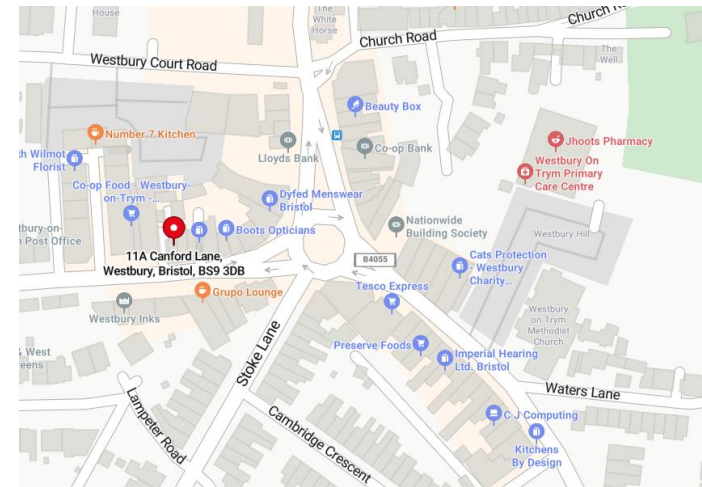 House
The
White
Horse
Church Road
Church
Westbury Court Road
The
Well
Beauty Box
Number 7 Kitchen
Jhoots Pharmacy
Lloyds Bank
Co-op Bank
th Wilmot
Florist
Westbury On
Trym Primary
Care Centre
Co-op Food - Westbury-
on-Trym -...
Dyfed Menswear
Bristol
Boots Opticians
Nationwide
Building Society
Westbury Hill
tbury-on-
n Post Office
11A Canford Lane,
Westbury, Bristol, BS9 3DB
B4055
Cats Protection
- Westbury
Charity...
Grupo Lounge
Tesco Express
Westbury Inks
Westbury
on Trym
Methodist
Church
Preserve Foods
Imperial Hearing
Ltd. Bristol
& West
eens
Stoke Lane
Waters Lane
Lampeter Road
Cambridge Crescent
C J Computing
Kitchens
By Design